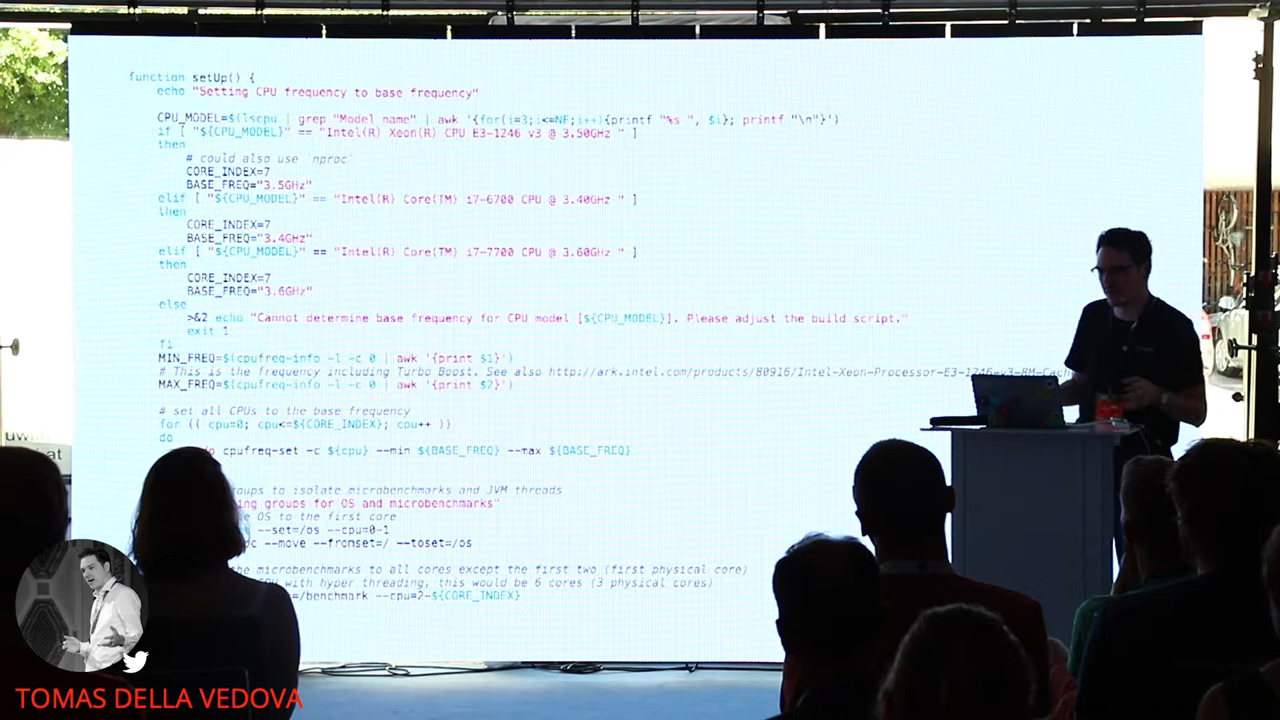 function setUp() {
echo "Setting CPU frequency to base frequency"
CPU_MODEL=$(lscpu | grep "Model name" | awk '{for(i=3;i<=NF;i++){printf "%s ", $i}; printf "\n"}')
if [ "${CPU_MODEL}" == "Intel(R) Xeon(R) CPU E3-1246 v3 @ 3.50GHz " ]
then
# could also use `nproc`
CORE_INDEX=7
BASE_FREQ="3.5GHz"
elif [ "${CPU_MODEL}" == "Intel(R) Core(TM) i7-6700 CPU @ 3.40GHz " ]
then
CORE_INDEX=7
BASE_FREQ="3.4GHz"
elif [ "${CPU_MODEL}" == "Intel(R) Core(TM) i7-7700 CPU @ 3.60GHz " ]
then
CORE_INDEX=7
BASE_FREQ="3.6GHz"
else
>&2 echo "Cannot determine base frequency for CPU model [${CPU_MODEL}]. Please adjust the build script."
exit 1
fi
MIN_FREQ=$(cpufreq-info -l -c 0 | awk '{print $1}')
# This is the frequency including Turbo Boost. See also http://ark.intel.com/products/80916/Intel-Xeon-Processor-E3-1246-v3-8M-Cach
MAX_FREQ=$(cpufreq-info -l -c 0 | awk '{print $2}')
# set all CPUs to the base frequency
for (( cpu=0; cpu<=${CORE_INDEX}; cpu++ ))
do
cpufreq-set -c ${cpu} --min ${BASE_FREQ} --max ${BASE_FREQ}
roups to isolate microbenchmarks and JVM threads
ing groups for OS and microbenchmarks"
OS to the first core
--set=/os --cpu=0-1
--move --fromset=/ --toset=/os
the microbenchmarks to all cores except the first two (first physical core)
with hyper threading, this would be 6 cores (3 physical cores)
=/benchmark --cpu=2-${CORE_INDEX}
TOMAS DELLA VEDOVA